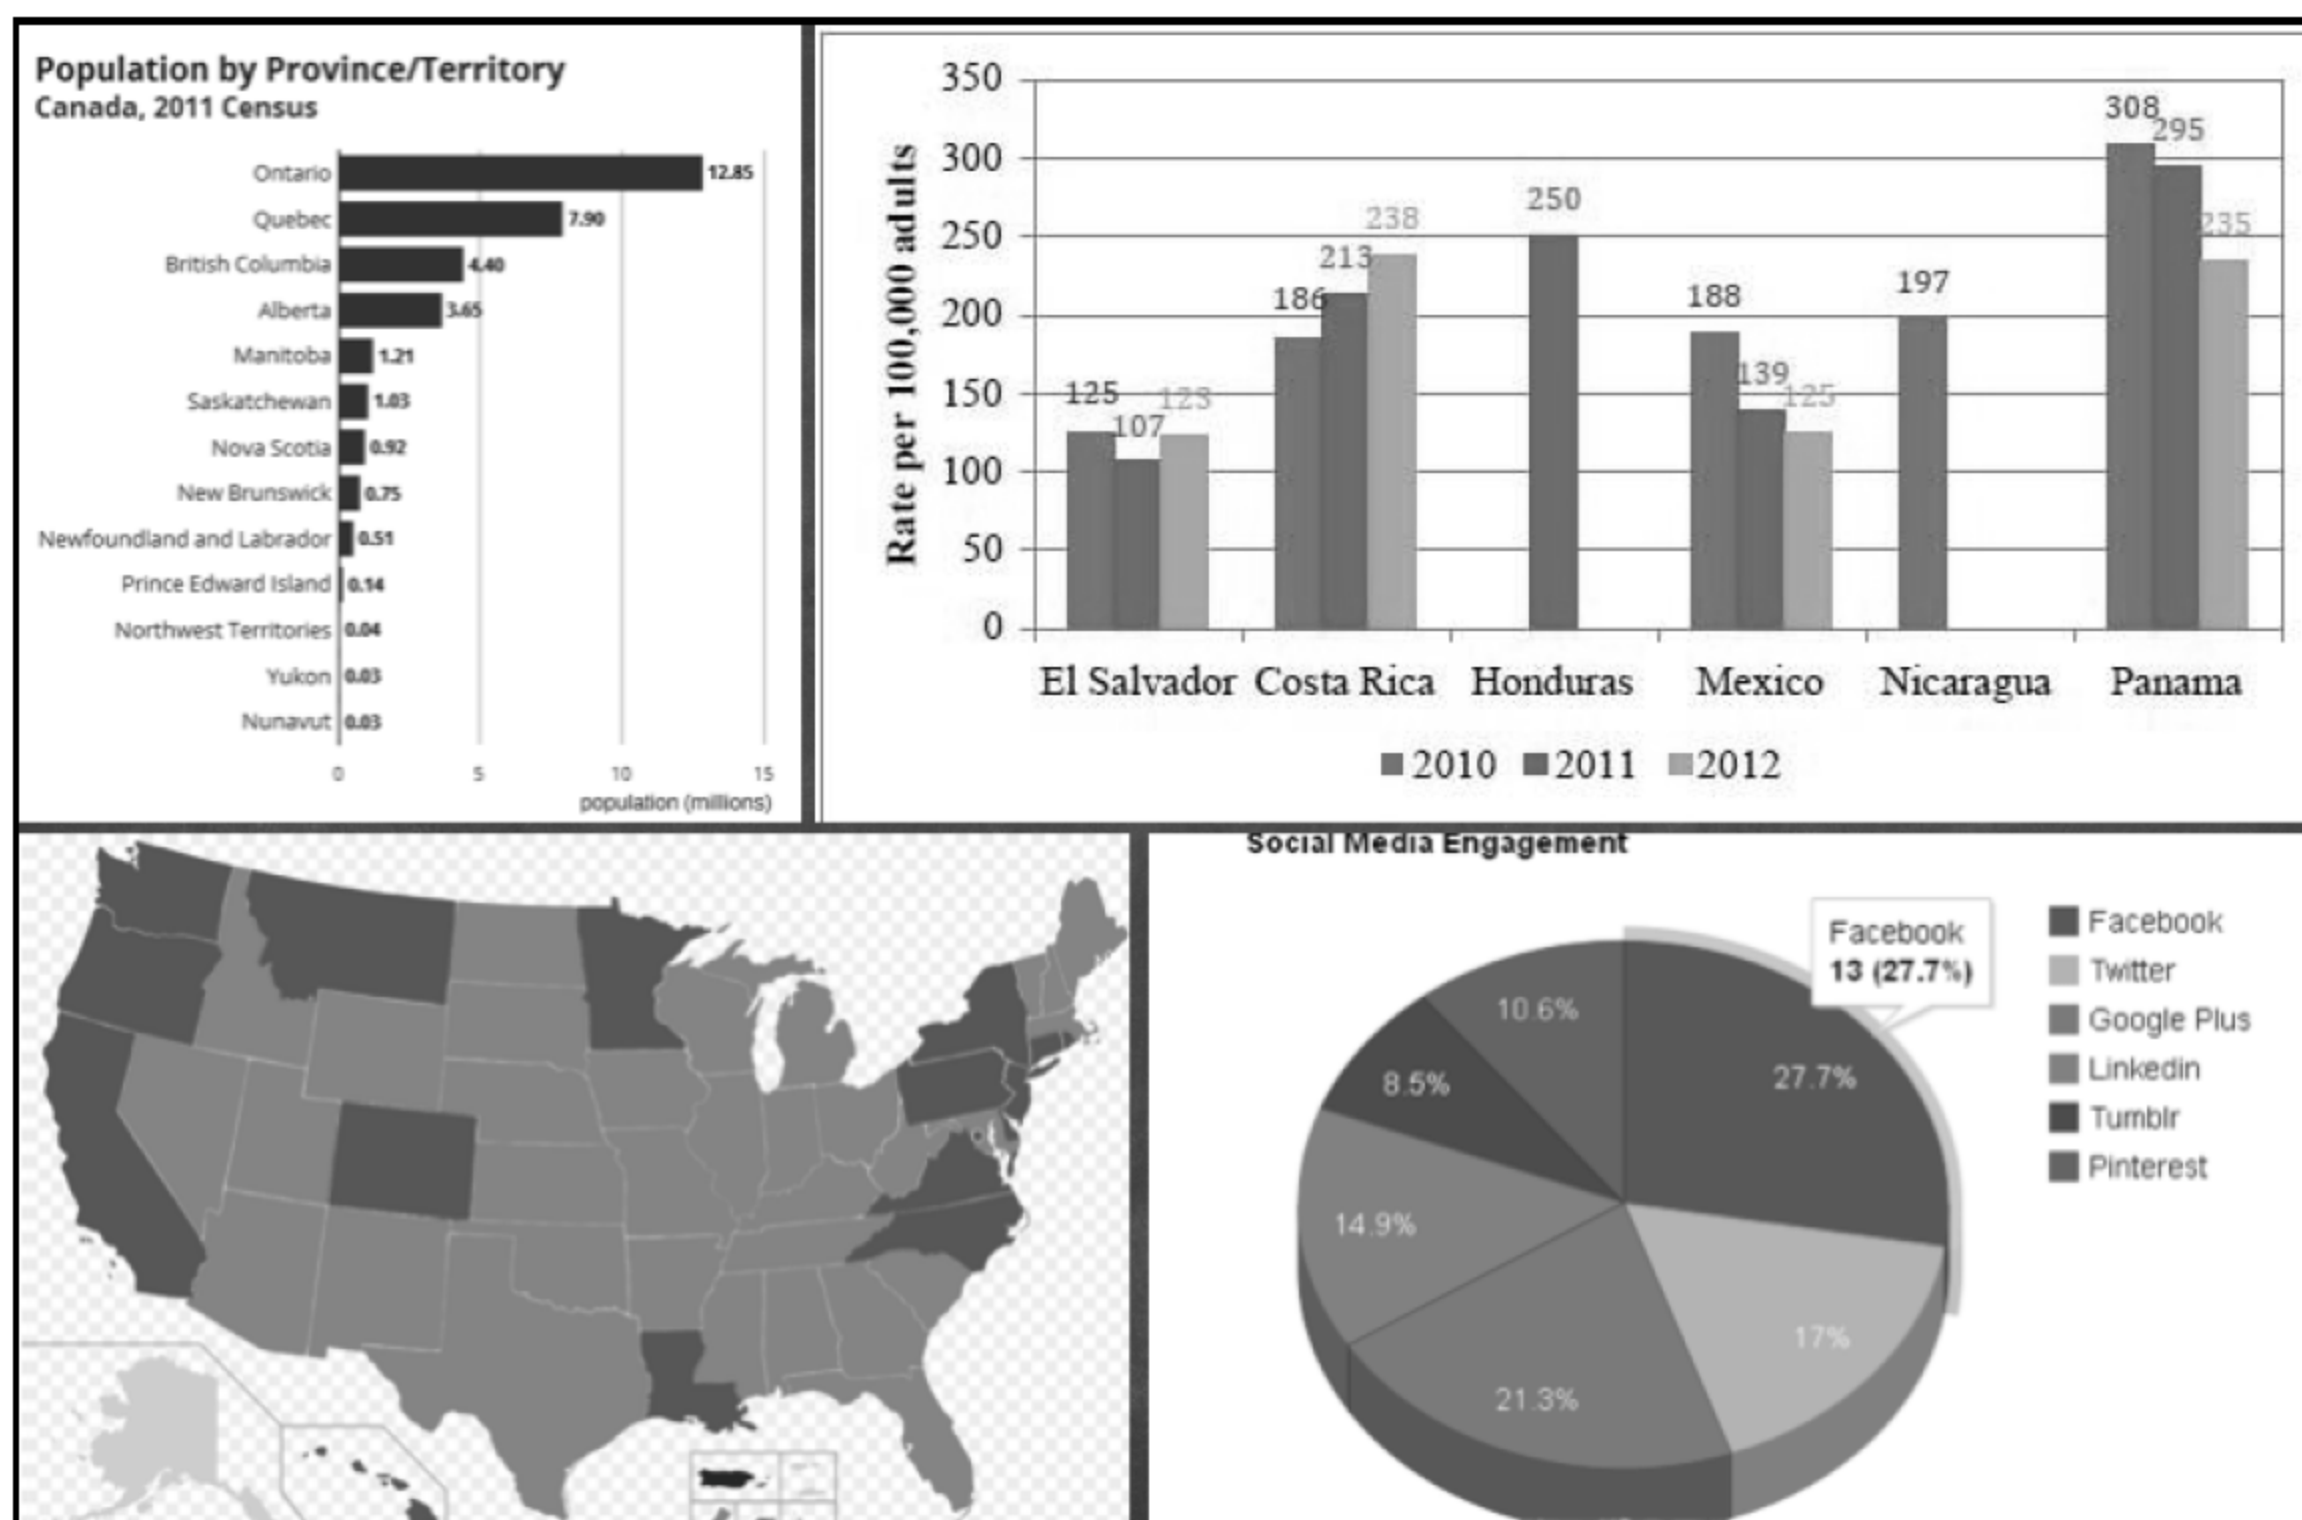 Population by Province/Territory
Canada, 2011 Census
Ontario 12.85
Quebec 7.90
British Columbia 4.40
Alberta 3.65
Manitoba 1.21
Saskatchewan 1.03
Nova Scotia 0.92
New Brunswick 0.75
Newfoundland and Labrador 0.51
Prince Edward Island 0.14
Northwest Territories 0.04
Yukon 0.03
Nunavut 0.03
0 5 10 15
population (millions)
Rate per 100,000 adults
350
300
250
200
150
100
50
0
125 107 123
186 213 238
250
188 139 125
197
308 295 235
El Salvador Costa Rica Honduras Mexico Nicaragua Panama
2010 2011 2012
Social Media Engagement
Facebook
13 (27.7%)
27.7%
17%
21.3%
14.9%
8.5%
10.6%
Facebook
Twitter
Google Plus
Linkedin
Tumblr
Pinterest